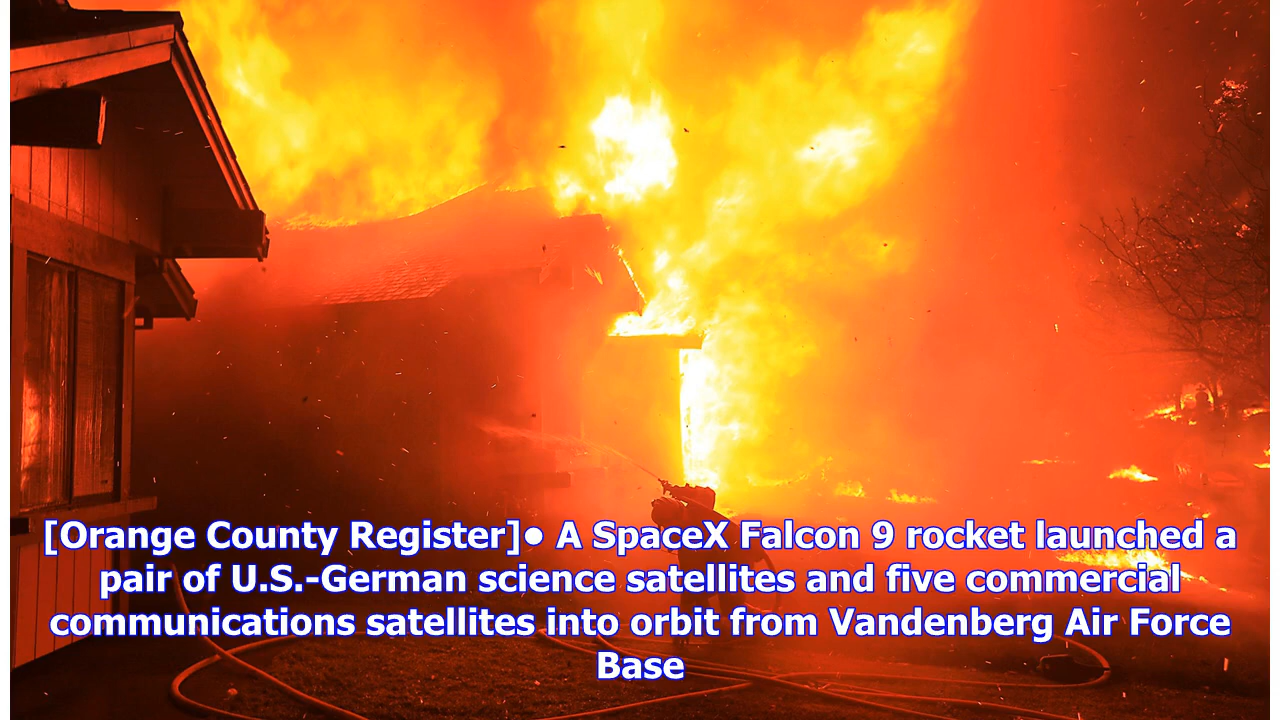 [Orange County Register]● A SpaceX Falcon 9 rocket launched a
pair of U.S.-German science satellites and five commercial
communications satellites into orbit from Vandenberg Air Force
Base